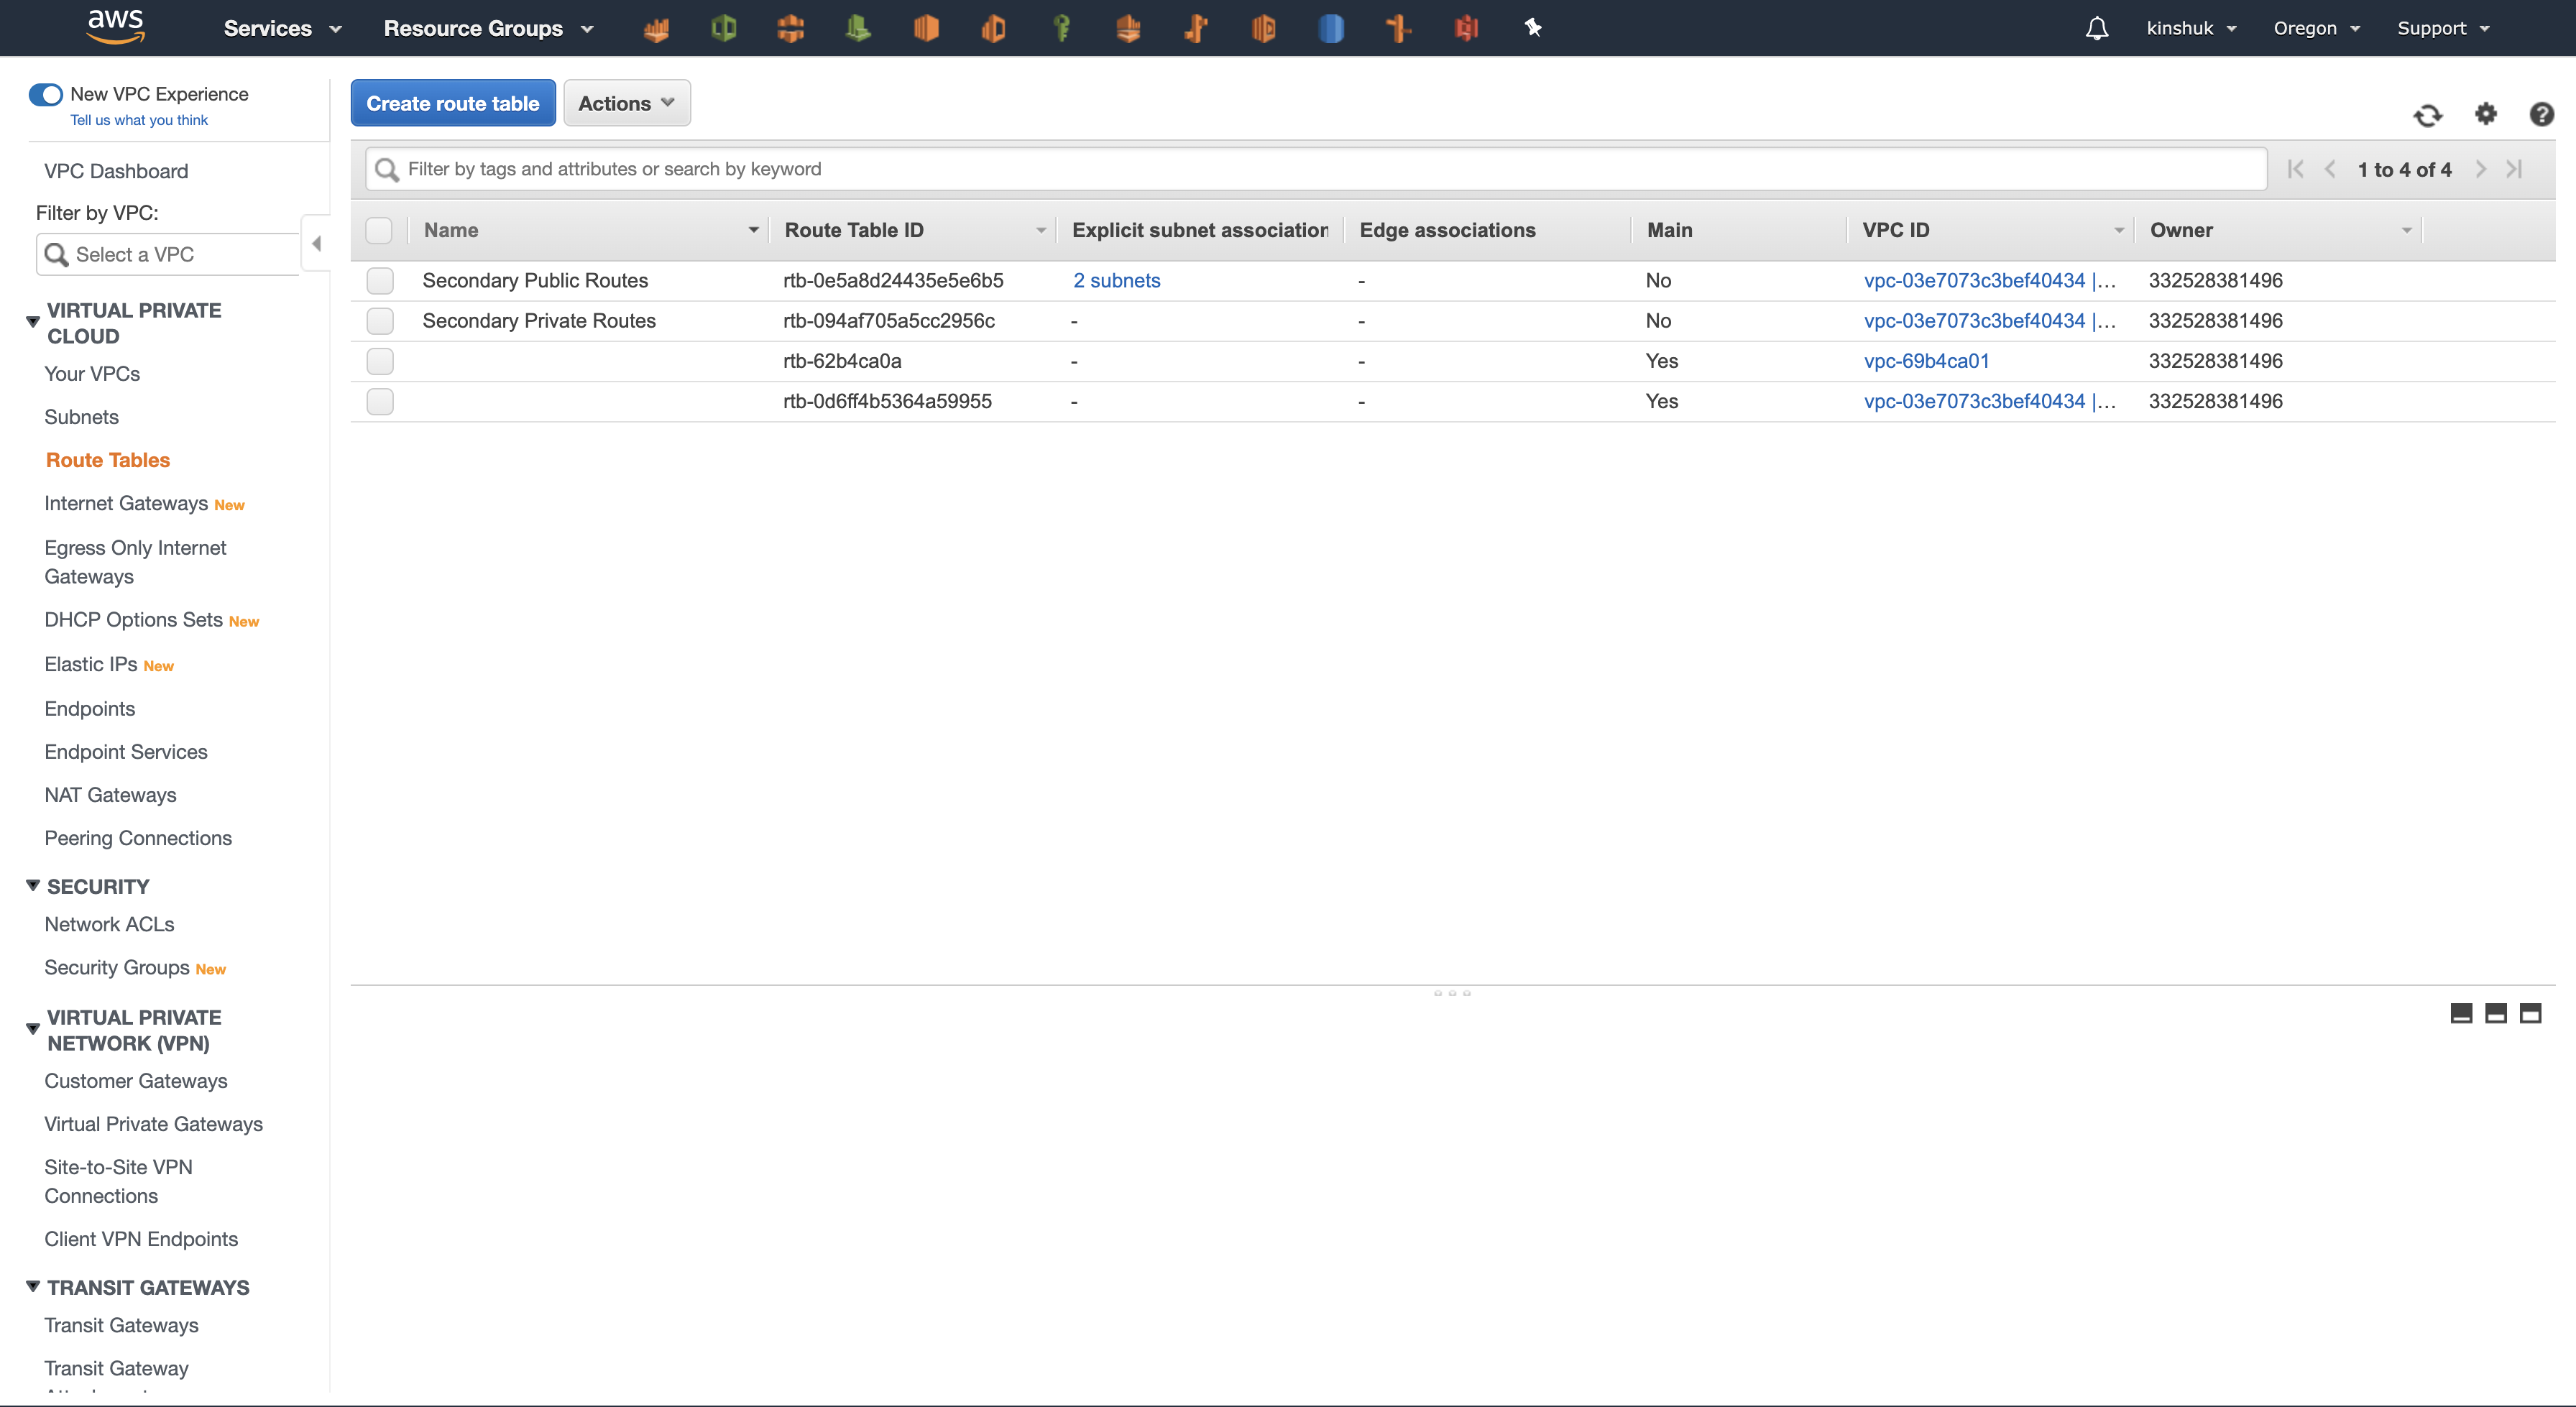 aws Services Resource Groups kinshuk Oregon Support
New VPC Experience
Tell us what you think
VPC Dashboard
Filter by VPC:
Select a VPC
VIRTUAL PRIVATE
CLOUD
Your VPCs
Subnets
Route Tables
Internet Gateways New
Egress Only Internet
Gateways
DHCP Options Sets New
Elastic IPs New
Endpoints
Endpoint Services
NAT Gateways
Peering Connections
SECURITY
Network ACLs
Security Groups New
VIRTUAL PRIVATE
NETWORK (VPN)
Customer Gateways
Virtual Private Gateways
Site-to-Site VPN
Connections
Client VPN Endpoints
TRANSIT GATEWAYS
Transit Gateways
Transit Gateway
Create route table Actions
Filter by tags and attributes or search by keyword 1 to 4 of 4
Name Route Table ID Explicit subnet association Edge associations Main VPC ID Owner
Secondary Public Routes rtb-0e5a8d24435e5e6b5 2 subnets - No vpc-03e7073c3bef40434 |... 332528381496
Secondary Private Routes rtb-094af705a5cc2956c - - No vpc-03e7073c3bef40434 |... 332528381496
rtb-62b4ca0a - - Yes vpc-69b4ca01 332528381496
rtb-0d6ff4b5364a59955 - - Yes vpc-03e7073c3bef40434 |... 332528381496